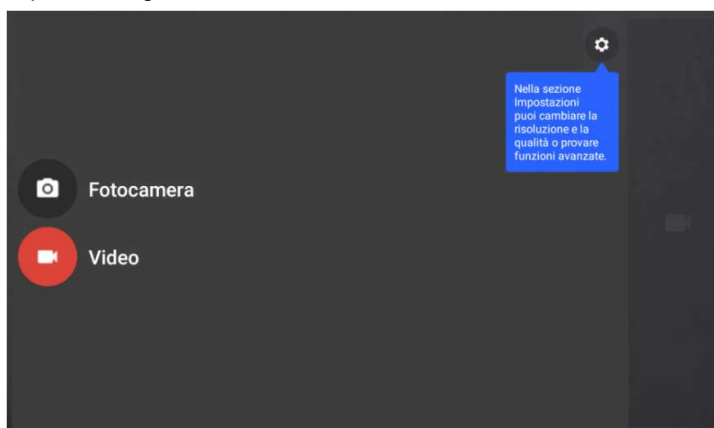 Nella sezione
Impostazioni
puoi cambiare la
risoluzione e la
qualità o provare
funzioni avanzate.
Fotocamera
Video